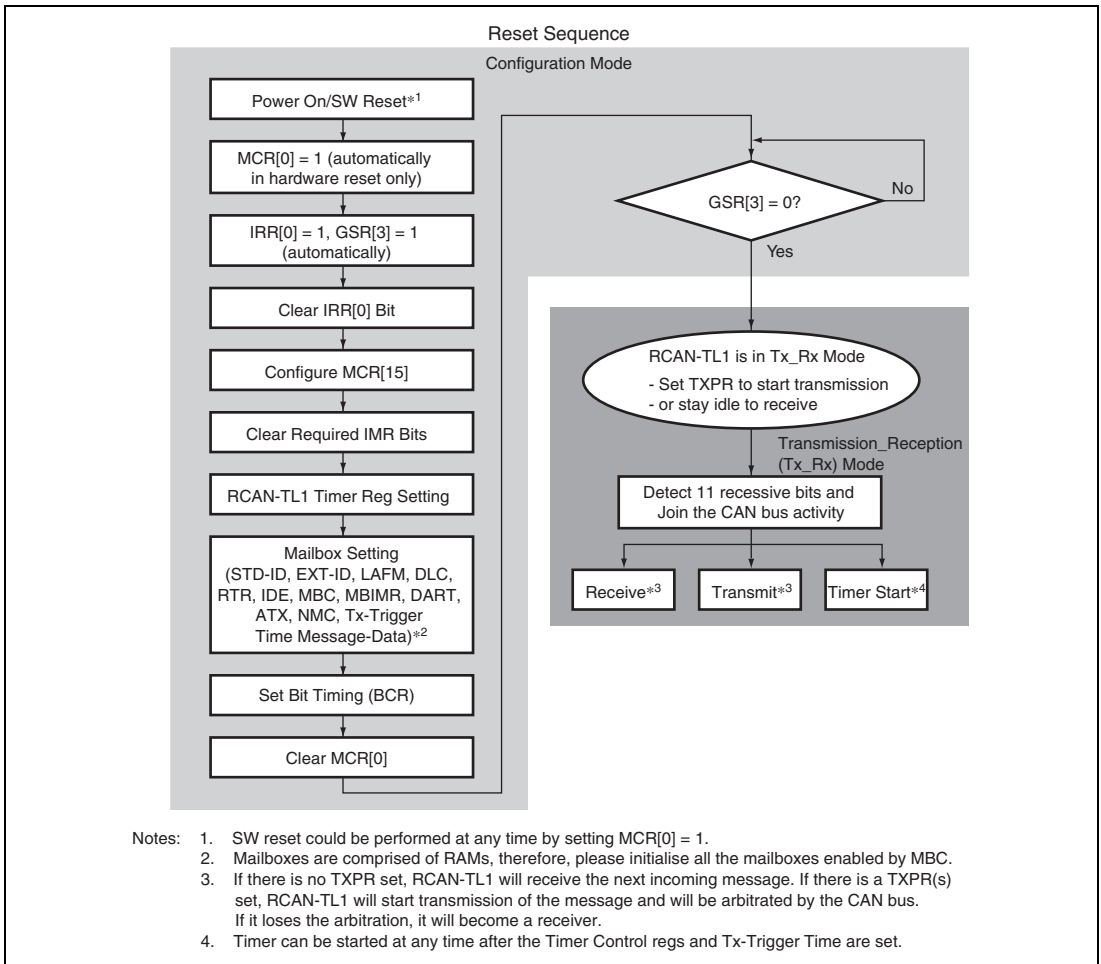 Reset Sequence
Configuration Mode
Power On/SW Reset*1
MCR[0] = 1 (automatically
in hardware reset only)
IRR[0] = 1, GSR[3] = 1
(automatically)
Clear IRR[0] Bit
Configure MCR[15]
Clear Required IMR Bits
RCAN-TL1 Timer Reg Setting
Mailbox Setting
(STD-ID, EXT-ID, LAFM, DLC,
RTR, IDE, MBC, MBIMR, DART,
ATX, NMC, Tx-Trigger
Time Message-Data)*2
Set Bit Timing (BCR)
Clear MCR[0]
GSR[3] = 0?
No
Yes
RCAN-TL1 is in Tx_Rx Mode
- Set TXPR to start transmission
- or stay idle to receive
Transmission_Reception
(Tx_Rx) Mode
Detect 11 recessive bits and
Join the CAN bus activity
Receive*3
Transmit*3
Timer Start*4
Notes: 1. SW reset could be performed at any time by setting MCR[0] = 1.
2. Mailboxes are comprised of RAMs, therefore, please initialise all the mailboxes enabled by MBC.
3. If there is no TXPR set, RCAN-TL1 will receive the next incoming message. If there is a TXPR(s)
set, RCAN-TL1 will start transmission of the message and will be arbitrated by the CAN bus.
If it loses the arbitration, it will become a receiver.
4. Timer can be started at any time after the Timer Control regs and Tx-Trigger Time are set.